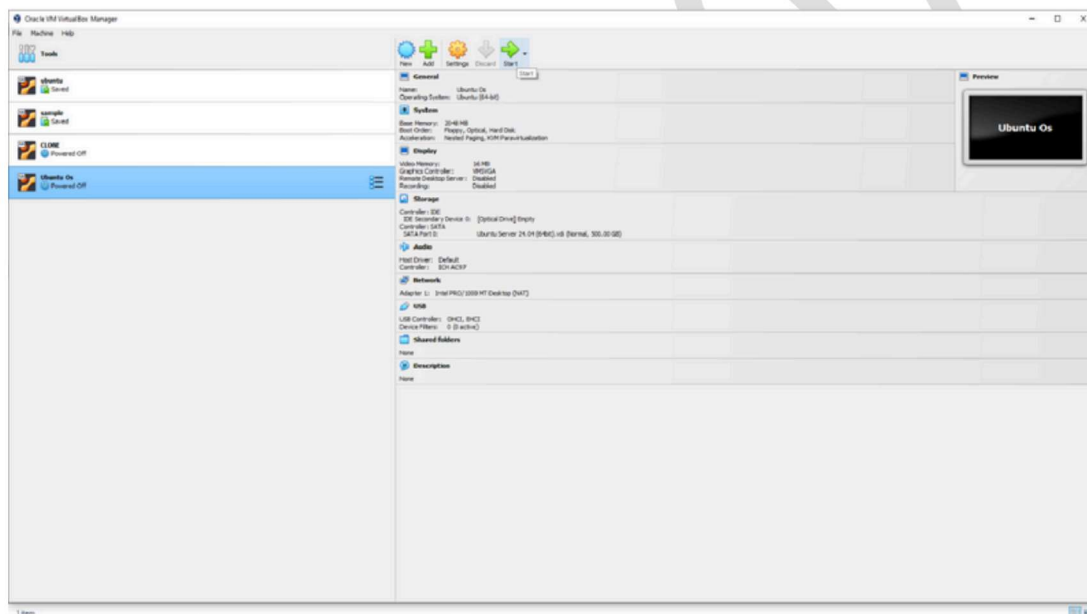 Oracle VM VirtualBox Manager
File Machine Help
Tools
New Add Settings Discard Start
Start
ubuntu
Saved
sample
Saved
CLONE
Powered Off
Ubuntu Os
Powered Off
General
Name: Ubuntu Os
Operating System: Ubuntu (64-bit)
System
Base Memory: 2048 MB
Boot Order: Floppy, Optical, Hard Disk
Acceleration: Nested Paging, KVM Paravirtualization
Display
Video Memory: 16 MB
Graphics Controller: VMSVGA
Remote Desktop Server: Disabled
Recording: Disabled
Storage
Controller: IDE
IDE Secondary Device 0: [Optical Drive] Empty
Controller: SATA
SATA Port 0: Ubuntu Server 24.04 (64bit).vdi (Normal, 500.00 GB)
Audio
Host Driver: Default
Controller: ICH AC97
Network
Adapter 1: Intel PRO/1000 MT Desktop (NAT)
USB
USB Controller: OHCI, EHCI
Device Filters: 0 (0 active)
Shared folders
None
Description
None
Preview
Ubuntu Os